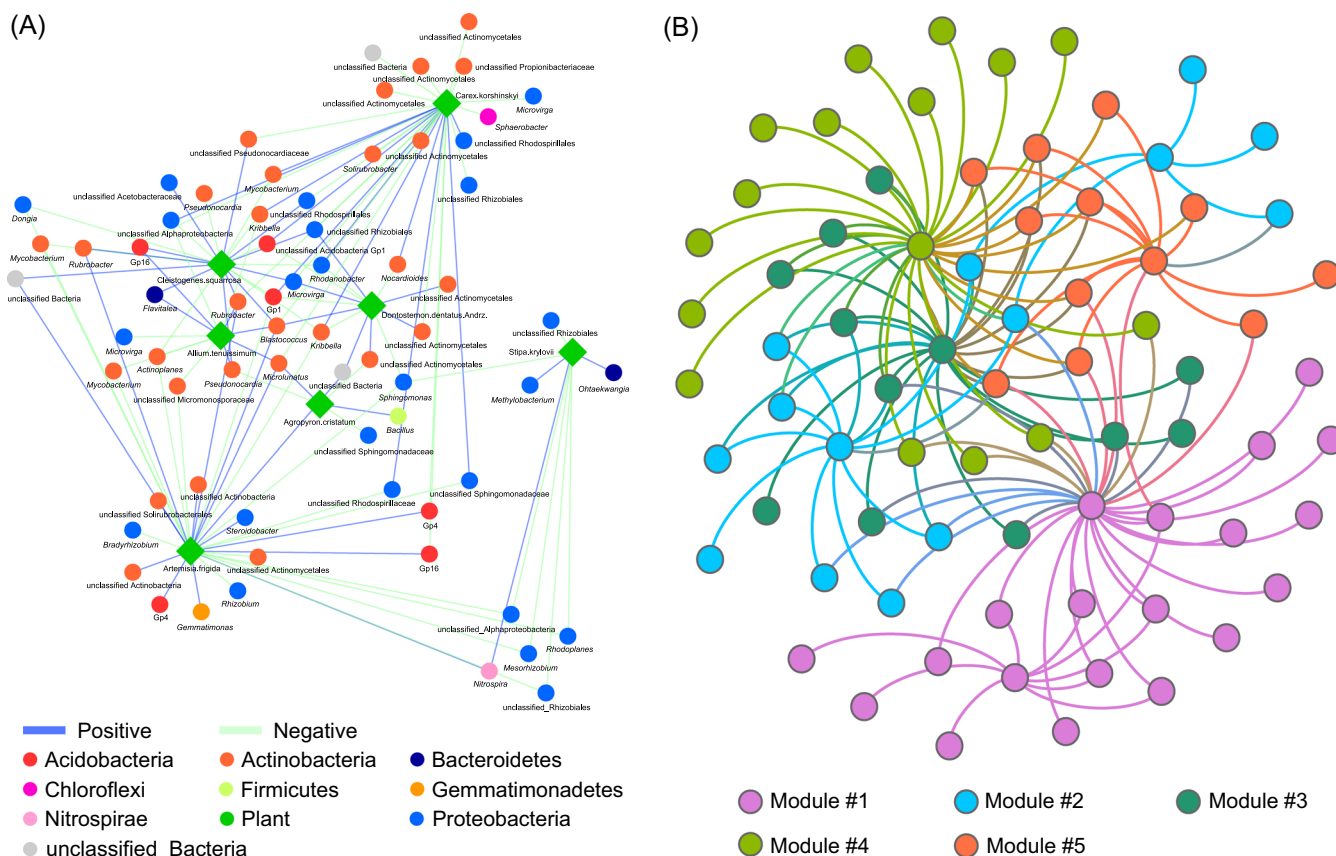 (A)
(B)
unclassified Actinomycetales
unclassified Bacteria
unclassified Propionibacteriaceae
unclassified Actinomycetales
unclassified Actinomycetales
Carex.korshinskyi
Microvirga
Sphaerobacter
unclassified Rhodospirillales
unclassified Pseudonocardiaceae
unclassified Actinomycetales
Solirubrobacter
Mycobacterium
unclassified Acetobacteraceae
unclassified Rhizobiales
Pseudonocardia
Dongia
unclassified Rhodospirillales
Kribbella
unclassified Alphaproteobacteria
unclassified Rhizobiales
Mycobacterium
Rubrobacter
Gp16
unclassified Acidobacteria Gp1
Cleistogenes.squarrosa
Rhodanobacter
Nocardioides
unclassified Bacteria
Microvirga
unclassified Actinomycetales
Flavitalea
Rubrobacter
Gp1
Dontostemon.dentatus.Andrz.
unclassified Rhizobiales
Blastococcus
Kribbella
unclassified Actinomycetales
Stipa.krylovii
Allium.tenuissimum
Microvirga
Actinoplanes
unclassified Actinomycetales
Microlunatus
Mycobacterium
Pseudonocardia
unclassified Bacteria
Ohtaekwangia
unclassified Micromonosporaceae
Sphingomonas
Methylobacterium
Agropyron.cristatum
Bacillus
unclassified Sphingomonadaceae
unclassified Actinobacteria
unclassified Sphingomonadaceae
unclassified Rhodospirillaceae
unclassified Solirubrobacterales
Steroidobacter
Gp4
Bradyrhizobium
Artemisia.frigida
unclassified Actinomycetales
Gp16
unclassified Actinobacteria
Rhizobium
Gp4
Gemmatimonas
unclassified_Alphaproteobacteria
Rhodoplanes
Mesorhizobium
Nitrospira
unclassified_Rhizobiales
Positive
Negative
Acidobacteria
Actinobacteria
Bacteroidetes
Chloroflexi
Firmicutes
Gemmatimonadetes
Nitrospirae
Plant
Proteobacteria
unclassified_Bacteria
Module #1
Module #2
Module #3
Module #4
Module #5